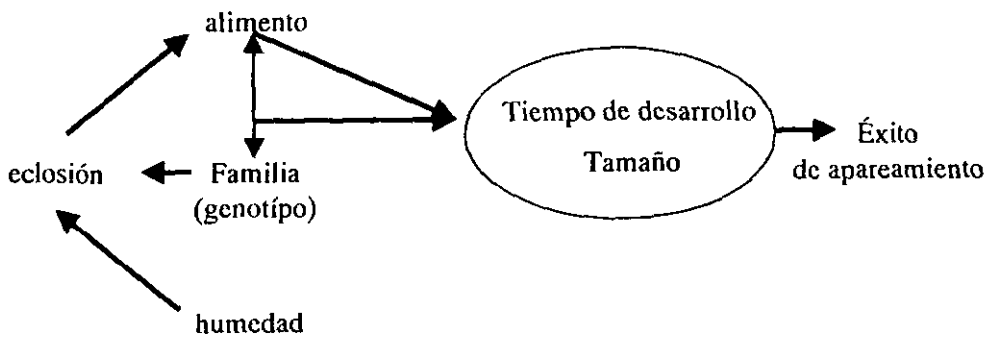 alimento
Tiempo de desarrollo
Tamaño
Éxito
de apareamiento
eclosión
Familia
(genotípo)
humedad